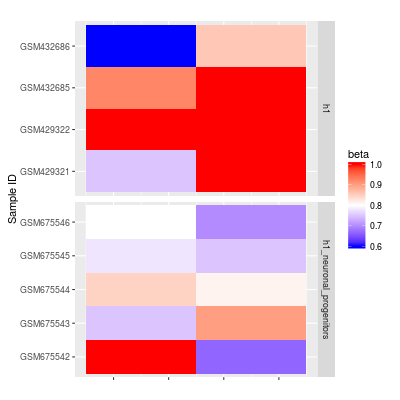 GSM432686
GSM432685
GSM429322
GSM429321
h1
GSM675546
GSM675545
GSM675544
GSM675543
GSM675542
h1_neuronal_progenitors
Sample ID
beta
1.0
0.9
0.8
0.7
0.6